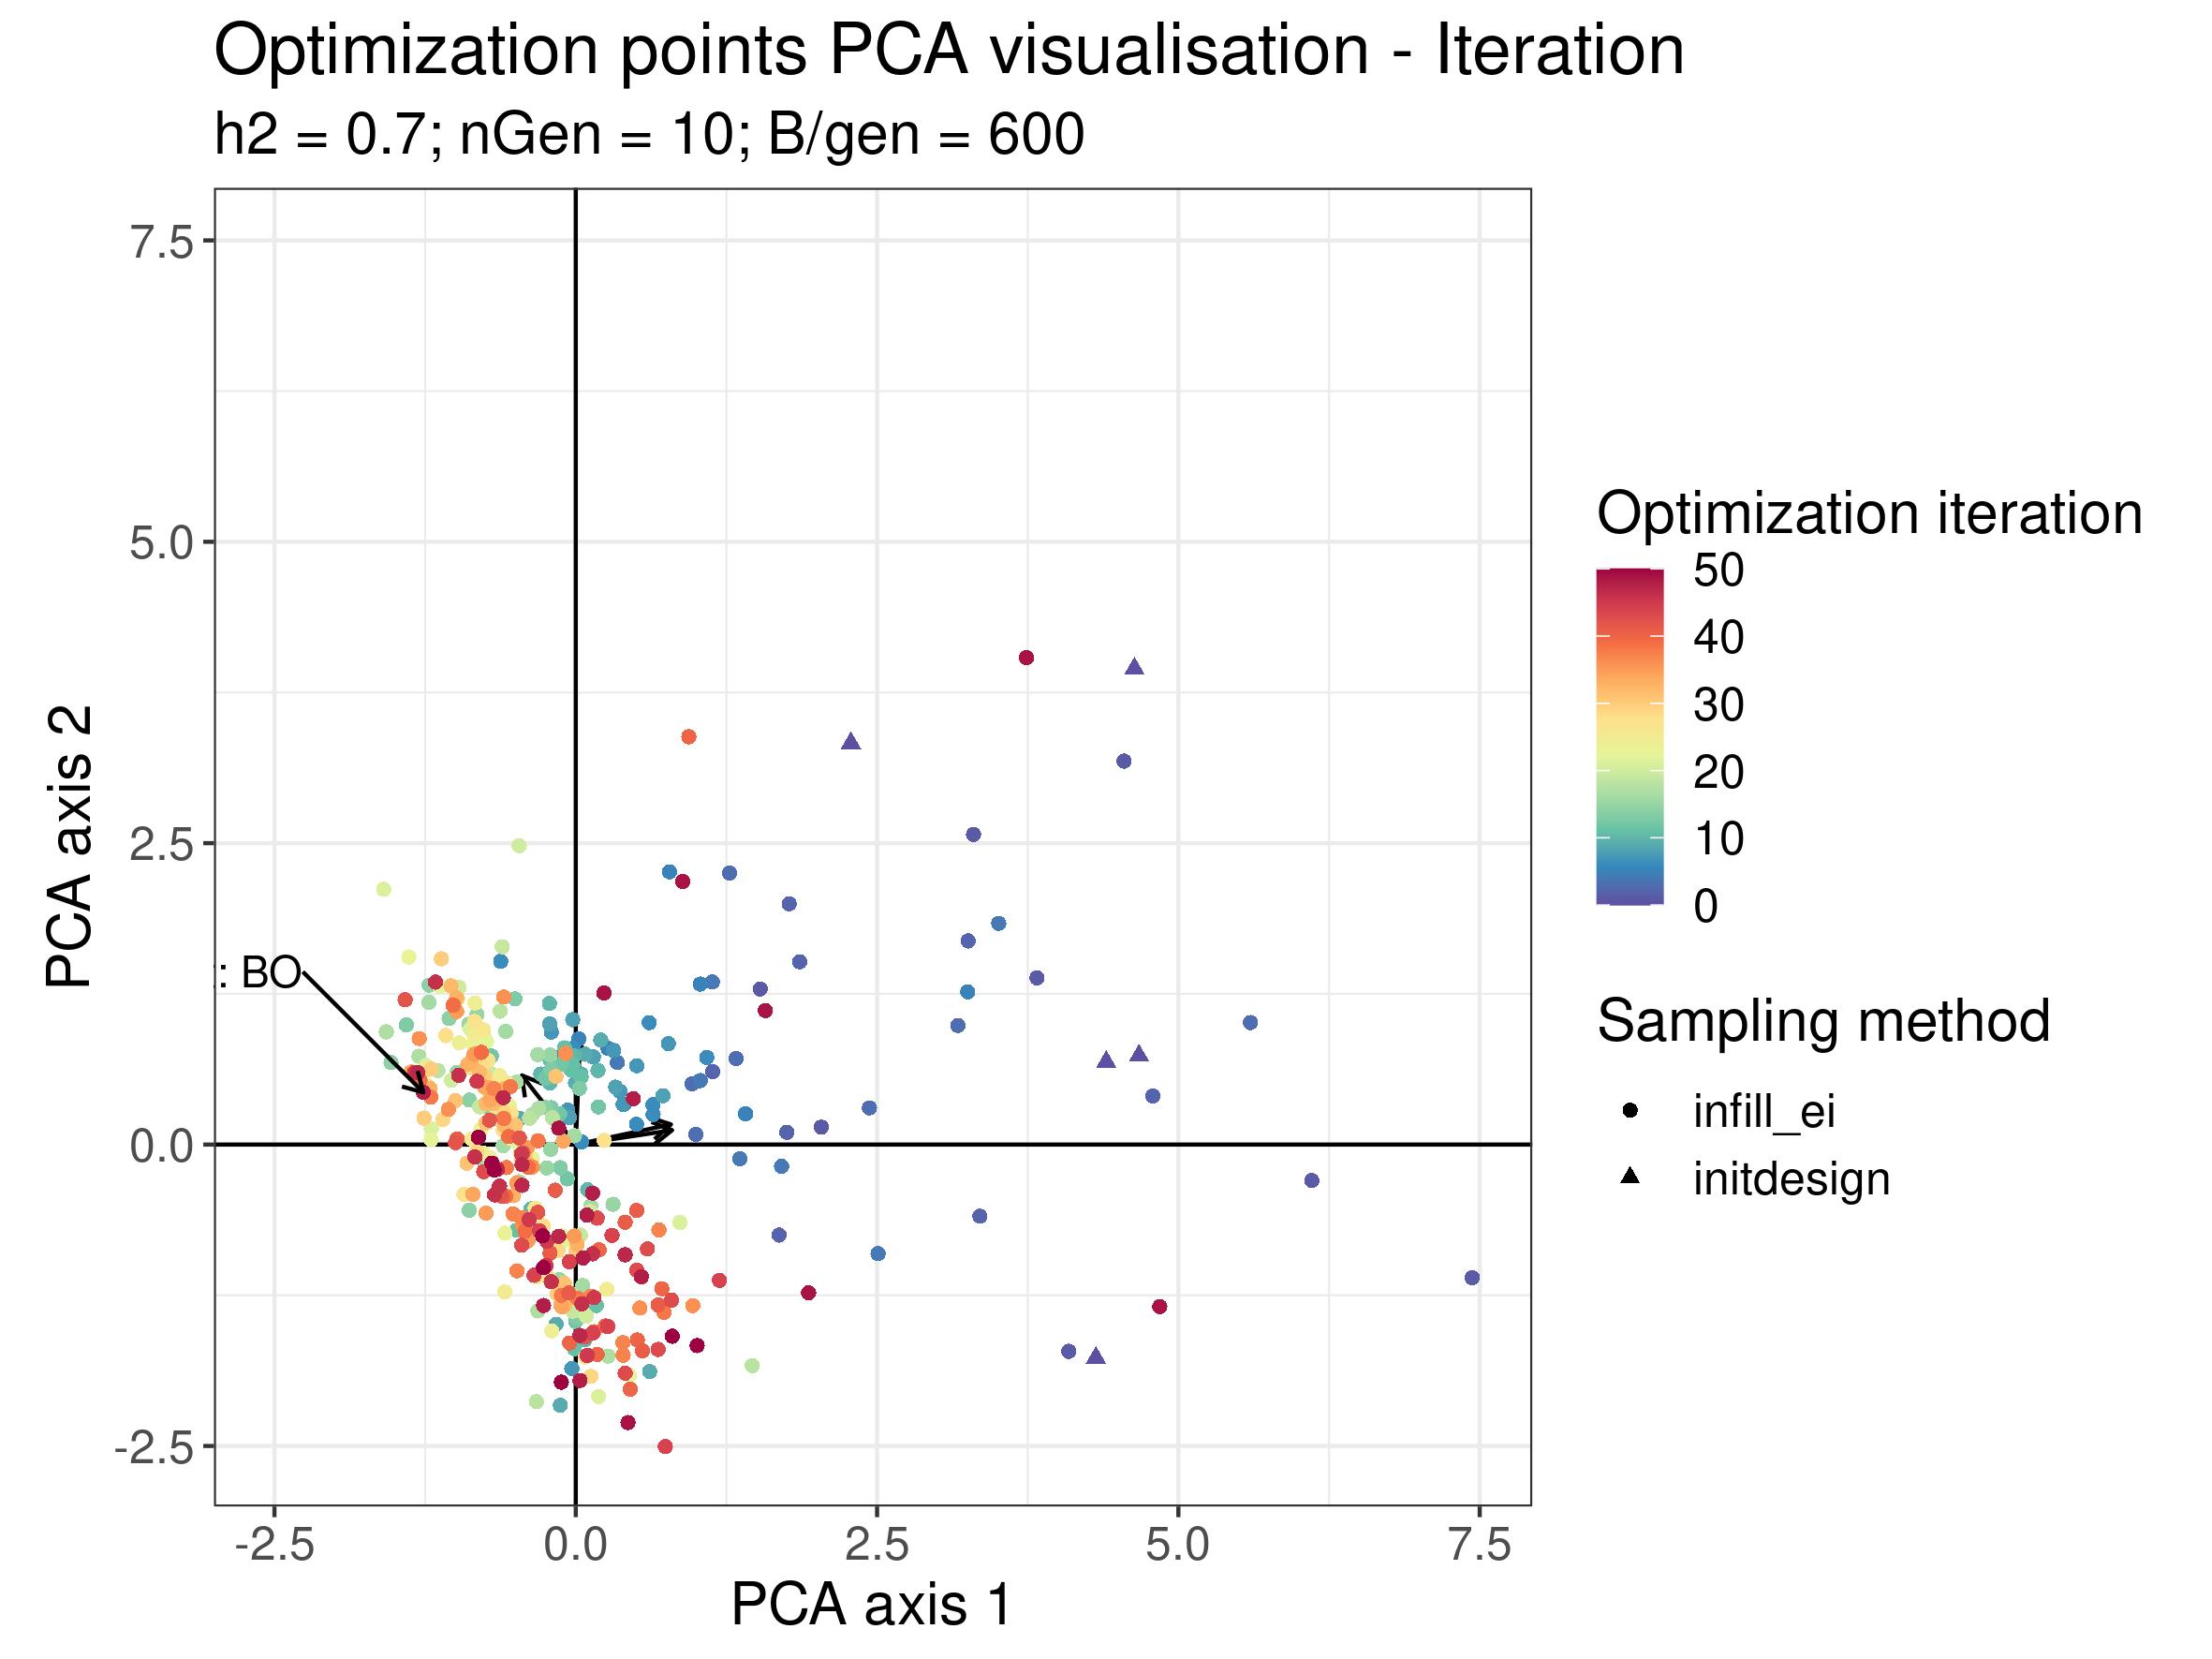 Optimization points PCA visualisation - Iteration
h2 = 0.7; nGen = 10; B/gen = 600
7.5
5.0
2.5
0.0
-2.5
PCA axis 2
: BO
-2.5 0.0 2.5 5.0 7.5
PCA axis 1
Optimization iteration
50
40
30
20
10
0
Sampling method
infill_ei
initdesign